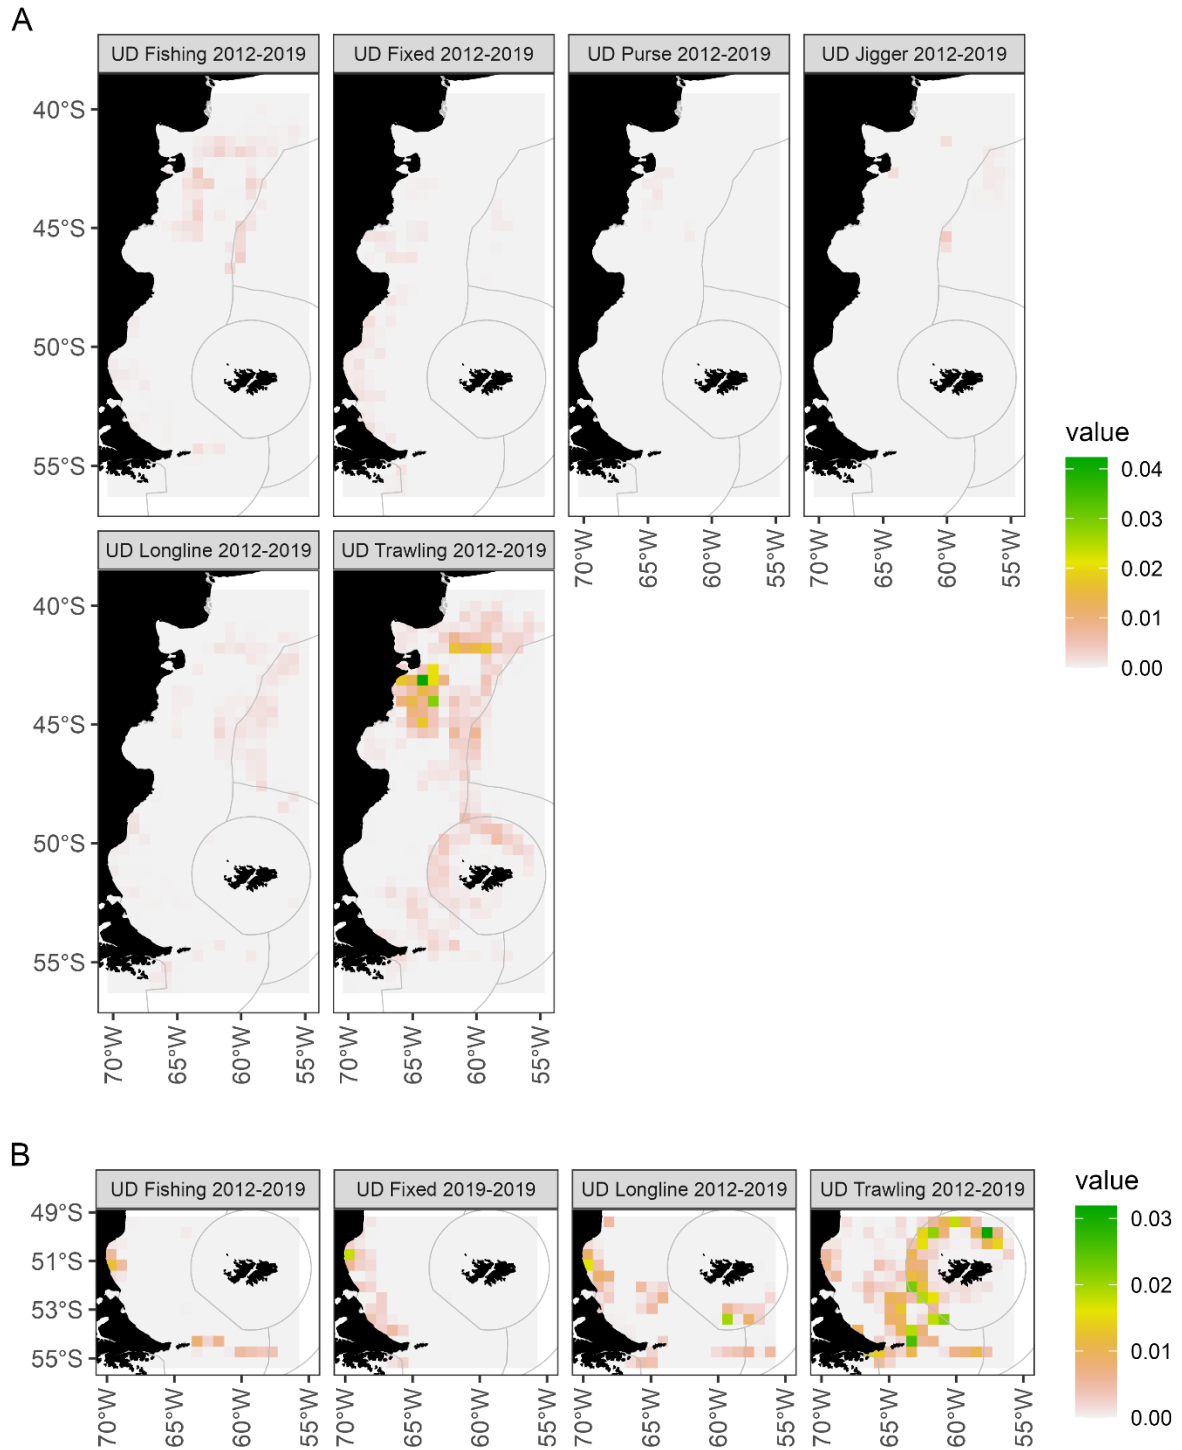 A
UD Fishing 2012-2019
UD Fixed 2012-2019
UD Purse 2012-2019
UD Jigger 2012-2019
40°S
45°S
50°S
55°S
70°W
65°W
60°W
55°W
70°W
65°W
60°W
55°W
value
0.04
0.03
0.02
0.01
0.00
UD Longline 2012-2019
UD Trawling 2012-2019
40°S
45°S
50°S
55°S
70°W
65°W
60°W
55°W
70°W
65°W
60°W
55°W
B
UD Fishing 2012-2019
UD Fixed 2019-2019
UD Longline 2012-2019
UD Trawling 2012-2019
49°S
51°S
53°S
55°S
70°W
65°W
60°W
55°W
70°W
65°W
60°W
55°W
70°W
65°W
60°W
55°W
70°W
65°W
60°W
55°W
value
0.03
0.02
0.01
0.00